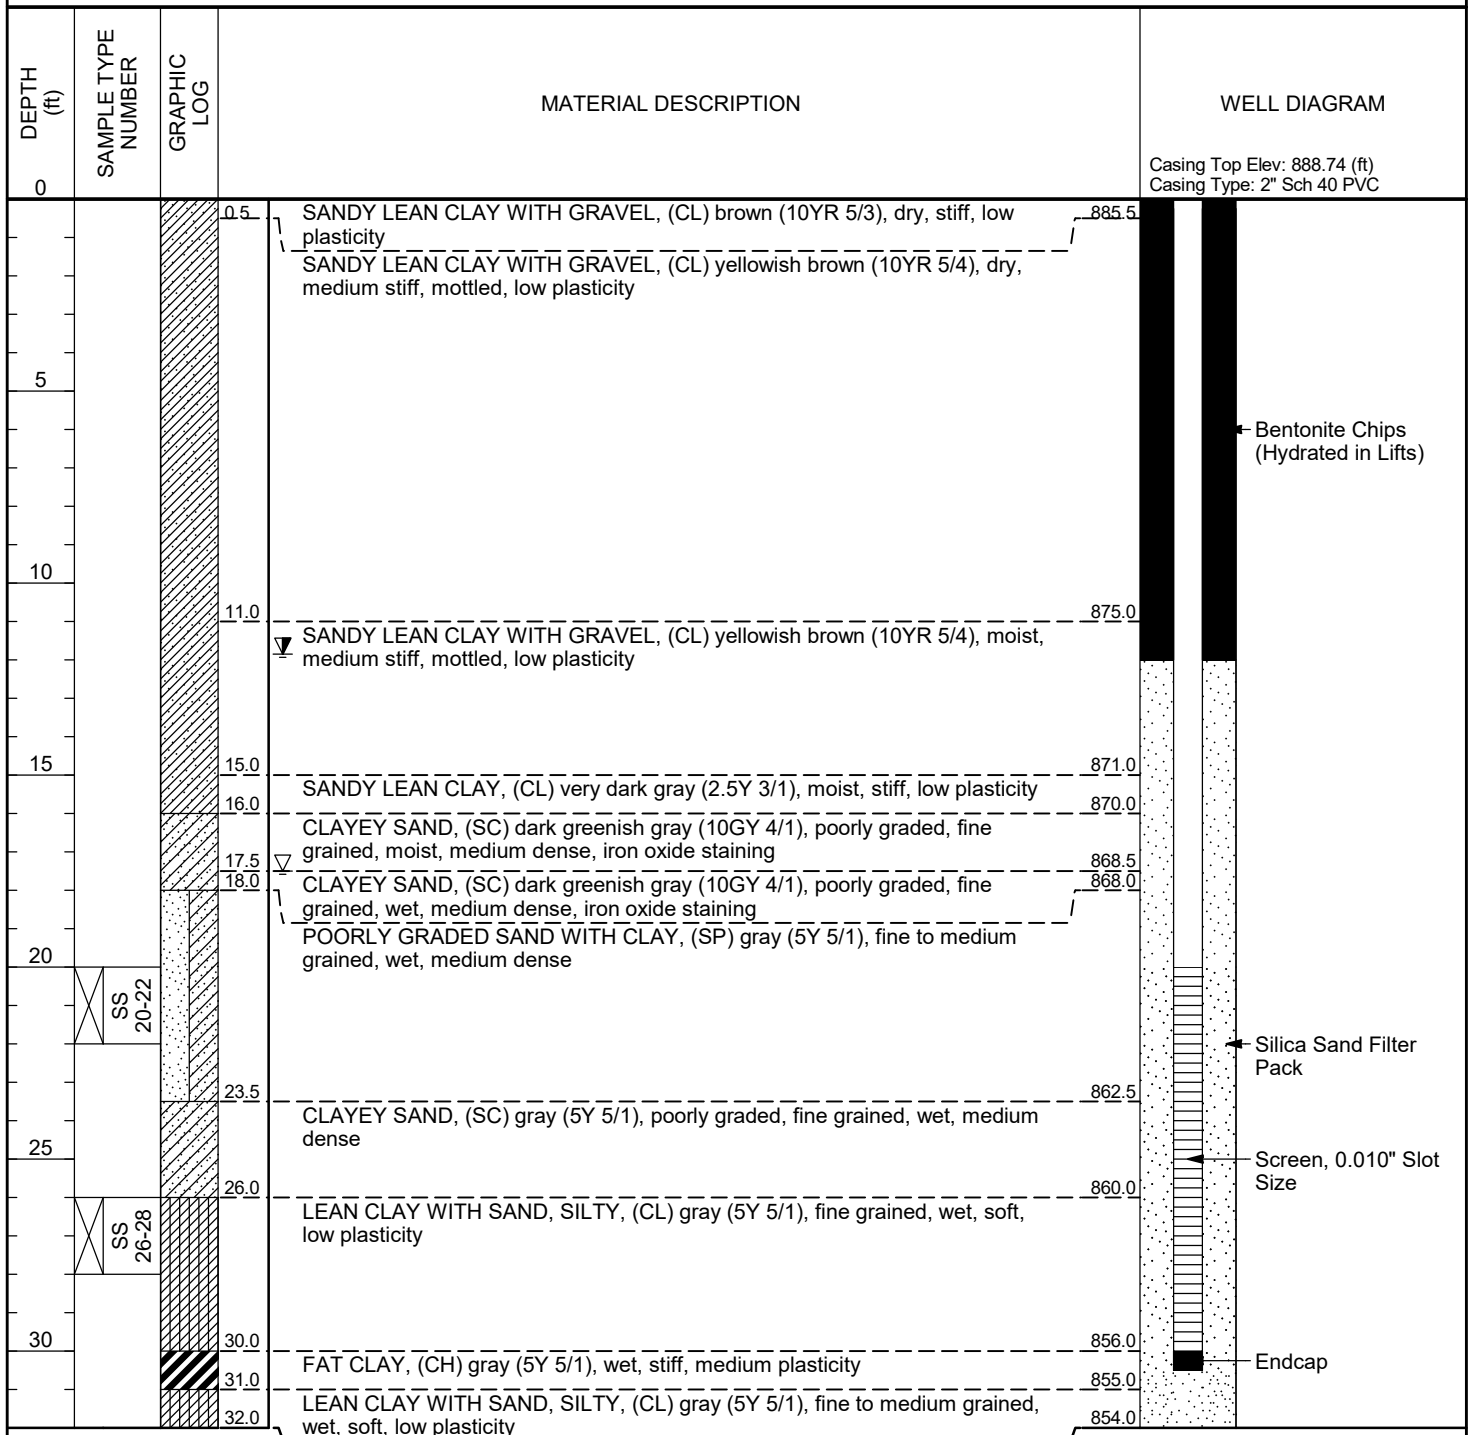 DEPTH
(ft)
SAMPLE TYPE
NUMBER
GRAPHIC
LOG
MATERIAL DESCRIPTION
WELL DIAGRAM
Casing Top Elev: 888.74 (ft)
Casing Type: 2" Sch 40 PVC
0
0.5
SANDY LEAN CLAY WITH GRAVEL, (CL) brown (10YR 5/3), dry, stiff, low
plasticity
885.5
SANDY LEAN CLAY WITH GRAVEL, (CL) yellowish brown (10YR 5/4), dry,
medium stiff, mottled, low plasticity
5
Bentonite Chips
(Hydrated in Lifts)
10
11.0
875.0
SANDY LEAN CLAY WITH GRAVEL, (CL) yellowish brown (10YR 5/4), moist,
medium stiff, mottled, low plasticity
15
15.0
871.0
SANDY LEAN CLAY, (CL) very dark gray (2.5Y 3/1), moist, stiff, low plasticity
16.0
870.0
CLAYEY SAND, (SC) dark greenish gray (10GY 4/1), poorly graded, fine
grained, moist, medium dense, iron oxide staining
17.5
868.5
18.0
CLAYEY SAND, (SC) dark greenish gray (10GY 4/1), poorly graded, fine
grained, wet, medium dense, iron oxide staining
868.0
POORLY GRADED SAND WITH CLAY, (SP) gray (5Y 5/1), fine to medium
grained, wet, medium dense
20
SS
20-22
Silica Sand Filter
Pack
23.5
862.5
CLAYEY SAND, (SC) gray (5Y 5/1), poorly graded, fine grained, wet, medium
dense
25
Screen, 0.010" Slot
Size
26.0
860.0
LEAN CLAY WITH SAND, SILTY, (CL) gray (5Y 5/1), fine grained, wet, soft,
low plasticity
SS
26-28
30
30.0
856.0
FAT CLAY, (CH) gray (5Y 5/1), wet, stiff, medium plasticity
Endcap
31.0
855.0
LEAN CLAY WITH SAND, SILTY, (CL) gray (5Y 5/1), fine to medium grained,
wet, soft, low plasticity
32.0
854.0